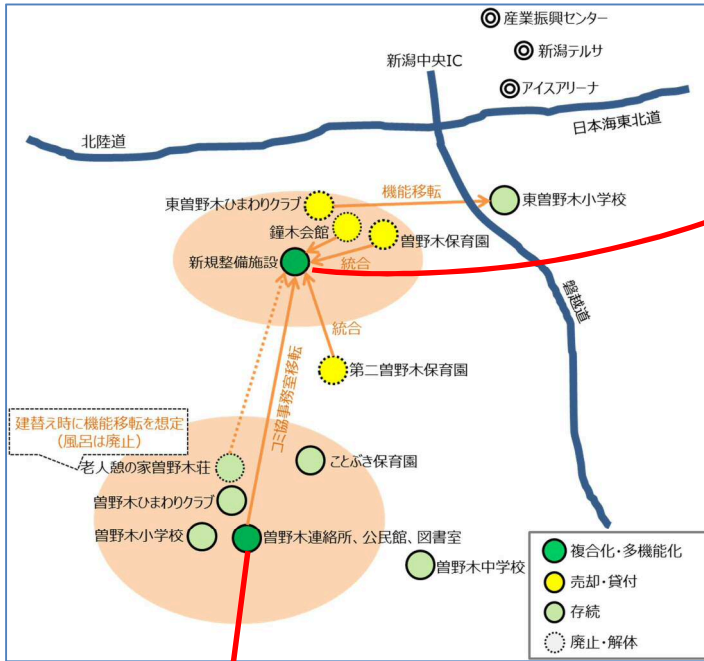 産業振興センター
新潟中央IC
新潟テルサ
アイスアリーナ
北陸道
日本海東北道
東曽野木ひまわりクラブ
機能移転
東曽野木小学校
鐘木会館
曽野木保育園
新規整備施設
統合
磐越道
統合
コミ協事務室移転
第二曽野木保育園
建替え時に機能移転を想定
(風呂は廃止)
老人憩の家曽野木荘
ことぶき保育園
曽野木ひまわりクラブ
曽野木小学校
曽野木連絡所、公民館、図書室
曽野木中学校
複合化・多機能化
売却・貸付
存続
廃止・解体